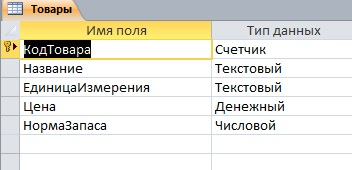 Товары
Имя поля Тип данных
КодТовара Счетчик
Название Текстовый
ЕдиницаИзмерения Текстовый
Цена Денежный
НормаЗапаса Числовой